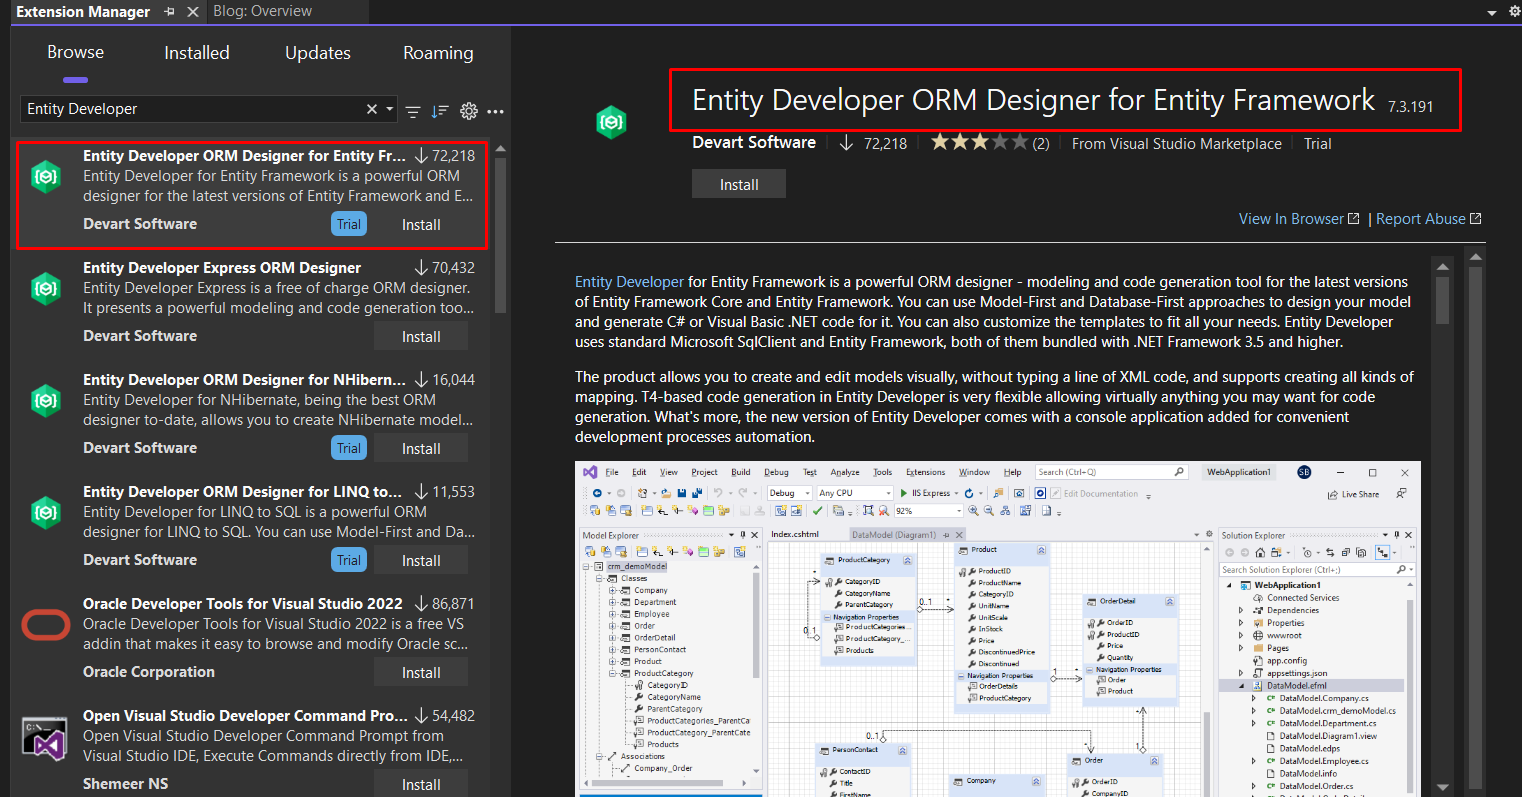 Extension Manager
Blog: Overview
Browse
Installed
Updates
Roaming
Entity Developer
Entity Developer ORM Designer for Entity Fr... 72,218
Entity Developer for Entity Framework is a powerful ORM
designer for the latest versions of Entity Framework and E...
Devart Software
Trial
Install
Entity Developer Express ORM Designer 70,432
Entity Developer Express is a free of charge ORM designer.
It presents a powerful modeling and code generation too...
Devart Software
Install
Entity Developer ORM Designer for NHibern... 16,044
Entity Developer for NHibernate, being the best ORM
designer to-date, allows you to create NHibernate model...
Devart Software
Trial
Install
Entity Developer ORM Designer for LINQ to... 11,553
Entity Developer for LINQ to SQL is a powerful ORM
designer for LINQ to SQL. You can use Model-First and Da...
Devart Software
Trial
Install
Oracle Developer Tools for Visual Studio 2022 86,871
Oracle Developer Tools for Visual Studio 2022 is a free VS
addin that makes it easy to browse and modify Oracle sc...
Oracle Corporation
Install
Open Visual Studio Developer Command Pro... 54,482
Open Visual Studio Developer Command Prompt from
Visual Studio IDE, Execute Commands directly from IDE,...
Shemeer NS
Install
Entity Developer ORM Designer for Entity Framework 7.3.191
Devart Software 72,218 (2) From Visual Studio Marketplace Trial
Install
View In Browser | Report Abuse
Entity Developer for Entity Framework is a powerful ORM designer - modeling and code generation tool for the latest versions
of Entity Framework Core and Entity Framework. You can use Model-First and Database-First approaches to design your model
and generate C# or Visual Basic .NET code for it. You can also customize the templates to fit all your needs. Entity Developer
uses standard Microsoft SqlClient and Entity Framework, both of them bundled with .NET Framework 3.5 and higher.
The product allows you to create and edit models visually, without typing a line of XML code, and supports creating all kinds of
mapping. T4-based code generation in Entity Developer is very flexible allowing virtually anything you may want for code
generation. What's more, the new version of Entity Developer comes with a console application added for convenient
development processes automation.
File Edit View Project Build Debug Test Analyze Tools Extensions Window Help Search (Ctrl+Q) WebApplication1 SB
Debug Any CPU IIS Express Edit Documentation Live Share
92%
Model Explorer
crm_demoModel
Classes
Company
Department
Employee
Order
OrderDetail
PersonContact
Product
ProductCategory
CategoryID
CategoryName
ParentCategory
ProductCategories_ParentCa
ProductCategory_ParentCate
Products
Associations
Company_Order
Index.cshtml
DataModel (Diagram1)
ProductCategory
CategoryID
CategoryName
ParentCategory
Navigation Properties
ProductCategories...
ProductCategory_...
Products
0..1
0..1
*
*
Product
ProductID
ProductName
CategoryID
UnitName
UnitScale
InStock
Price
DiscontinuedPrice
Discontinued
Navigation Properties
OrderDetails
ProductCategory
1
*
OrderDetail
OrderID
ProductID
Price
Quantity
Navigation Properties
Order
Product
*
1
0..1
*
PersonContact
ContactID
Title
FirstName
Company
Order
OrderID
CompanyID
Solution Explorer
Search Solution Explorer (Ctrl+;)
WebApplication1
Connected Services
Dependencies
Properties
wwwroot
Pages
app.config
appsettings.json
DataModel.efml
DataModel.Company.cs
DataModel.crm_demoModel.cs
DataModel.Department.cs
DataModel.Diagram1.view
DataModel.edps
DataModel.Employee.cs
DataModel.info
DataModel.Order.cs